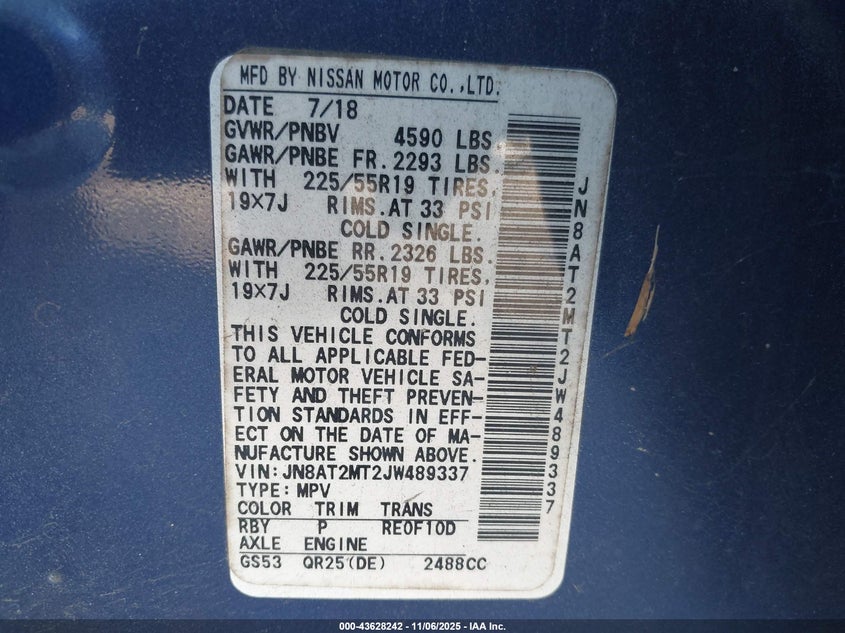 MFD BY NISSAN MOTOR CO.,LTD.
DATE 7/18
GVWR/PNBV 4590 LBS.
GAWR/PNBE FR. 2293 LBS.
WITH 225/55R19 TIRES,
19×7J RIMS.AT 33 PSI
COLD SINGLE.
GAWR/PNBE RR. 2326 LBS.
WITH 225/55R19 TIRES,
19×7J RIMS.AT 33 PSI
COLD SINGLE.
THIS VEHICLE CONFORMS
TO ALL APPLICABLE FED-
ERAL MOTOR VEHICLE SA-
FETY AND THEFT PREVEN-
TION STANDARDS IN EFF-
ECT ON THE DATE OF MA-
NUFACTURE SHOWN ABOVE.
VIN:JN8AT2MT2JW489337
TYPE:MPV
COLOR TRIM TRANS
RBY P RE0F10D
AXLE ENGINE
GS53 QR25(DE) 2488CC
JN8AT2MT2JW489337
000-43628242 - 11/06/2025 - IAA Inc.